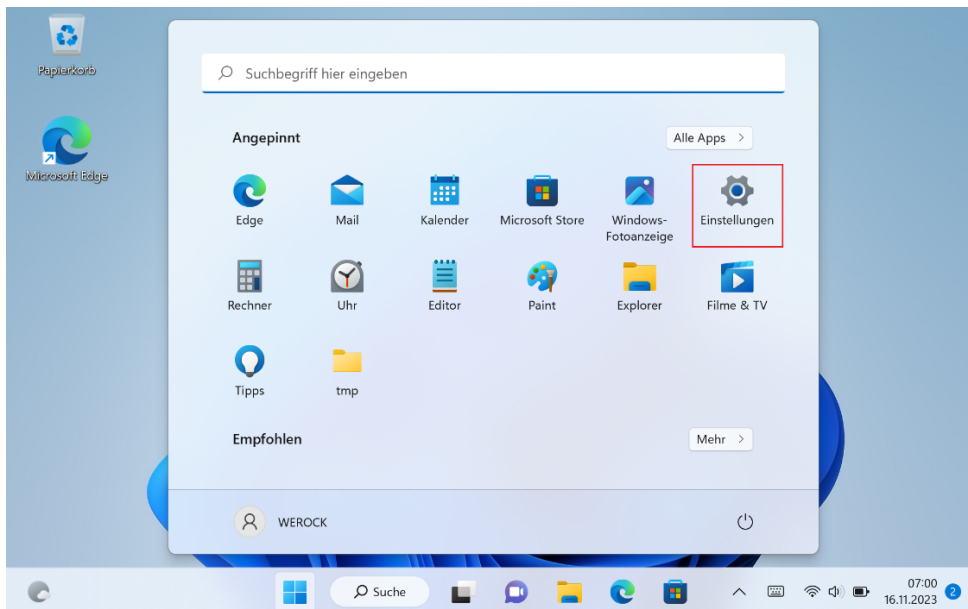 Papierkorb
Microsoft Edge
Suchbegriff hier eingeben
Angepinnt
Alle Apps
Edge
Mail
Kalender
Microsoft Store
Windows-
Fotoanzeige
Einstellungen
Rechner
Uhr
Editor
Paint
Explorer
Filme & TV
Tipps
tmp
Empfohlen
Mehr
WEROCK
Suche
07:00
16.11.2023
2